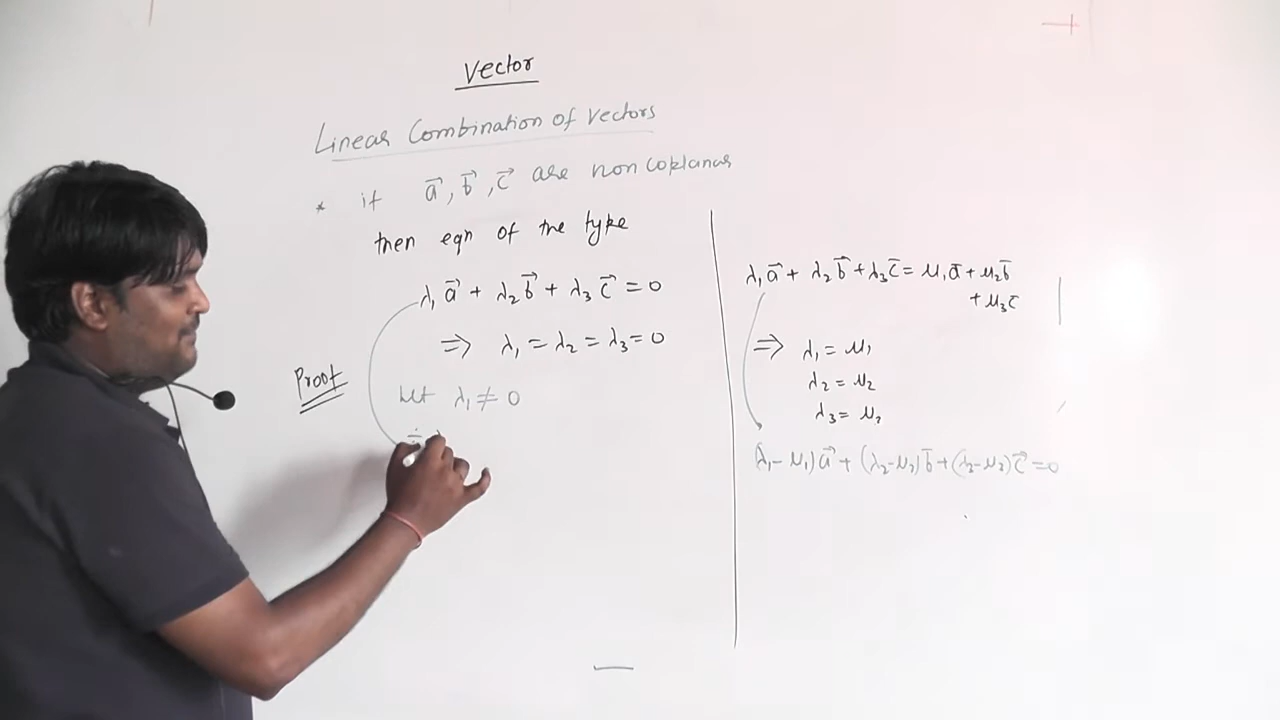 Vector
Linear Combination of Vectors
* if a⃗, b⃗, c⃗ are non coplanar
then eqn of the type
λ₁a⃗ + λ₂b⃗ + λ₃c⃗ = 0
⇒ λ₁ = λ₂ = λ₃ = 0
Proof
Let λ₁ ≠ 0
÷
λ₁a⃗ + λ₂b⃗ + λ₃c⃗ = μ₁a̅ + μ₂b̅
+ μ₃c̅
⇒ λ₁ = μ₁
λ₂ = μ₂
λ₃ = μ₂
(λ₁ - μ₁)a⃗ + (λ₂ - μ₂)b̅ + (λ₃ - μ₃)c⃗ = 0